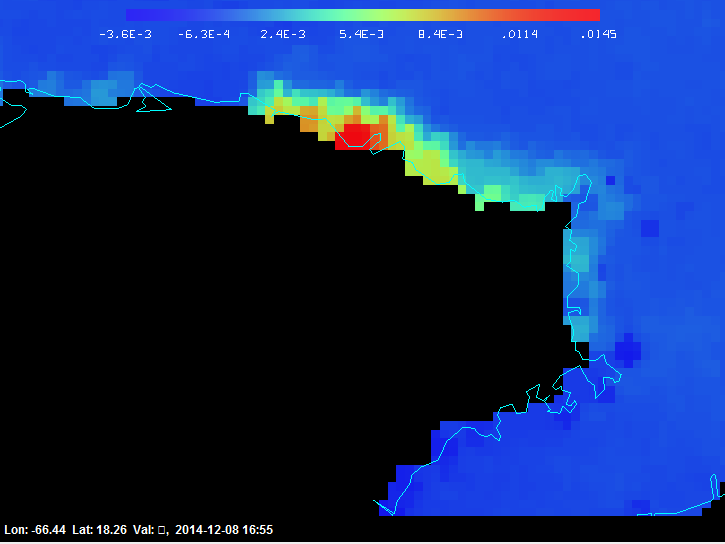 -3.6E-3 -6.3E-4 2.4E-3 5.4E-3 8.4E-3 .0114 .0145
Lon: -66.44 Lat: 18.26 Val: , 2014-12-08 16:55